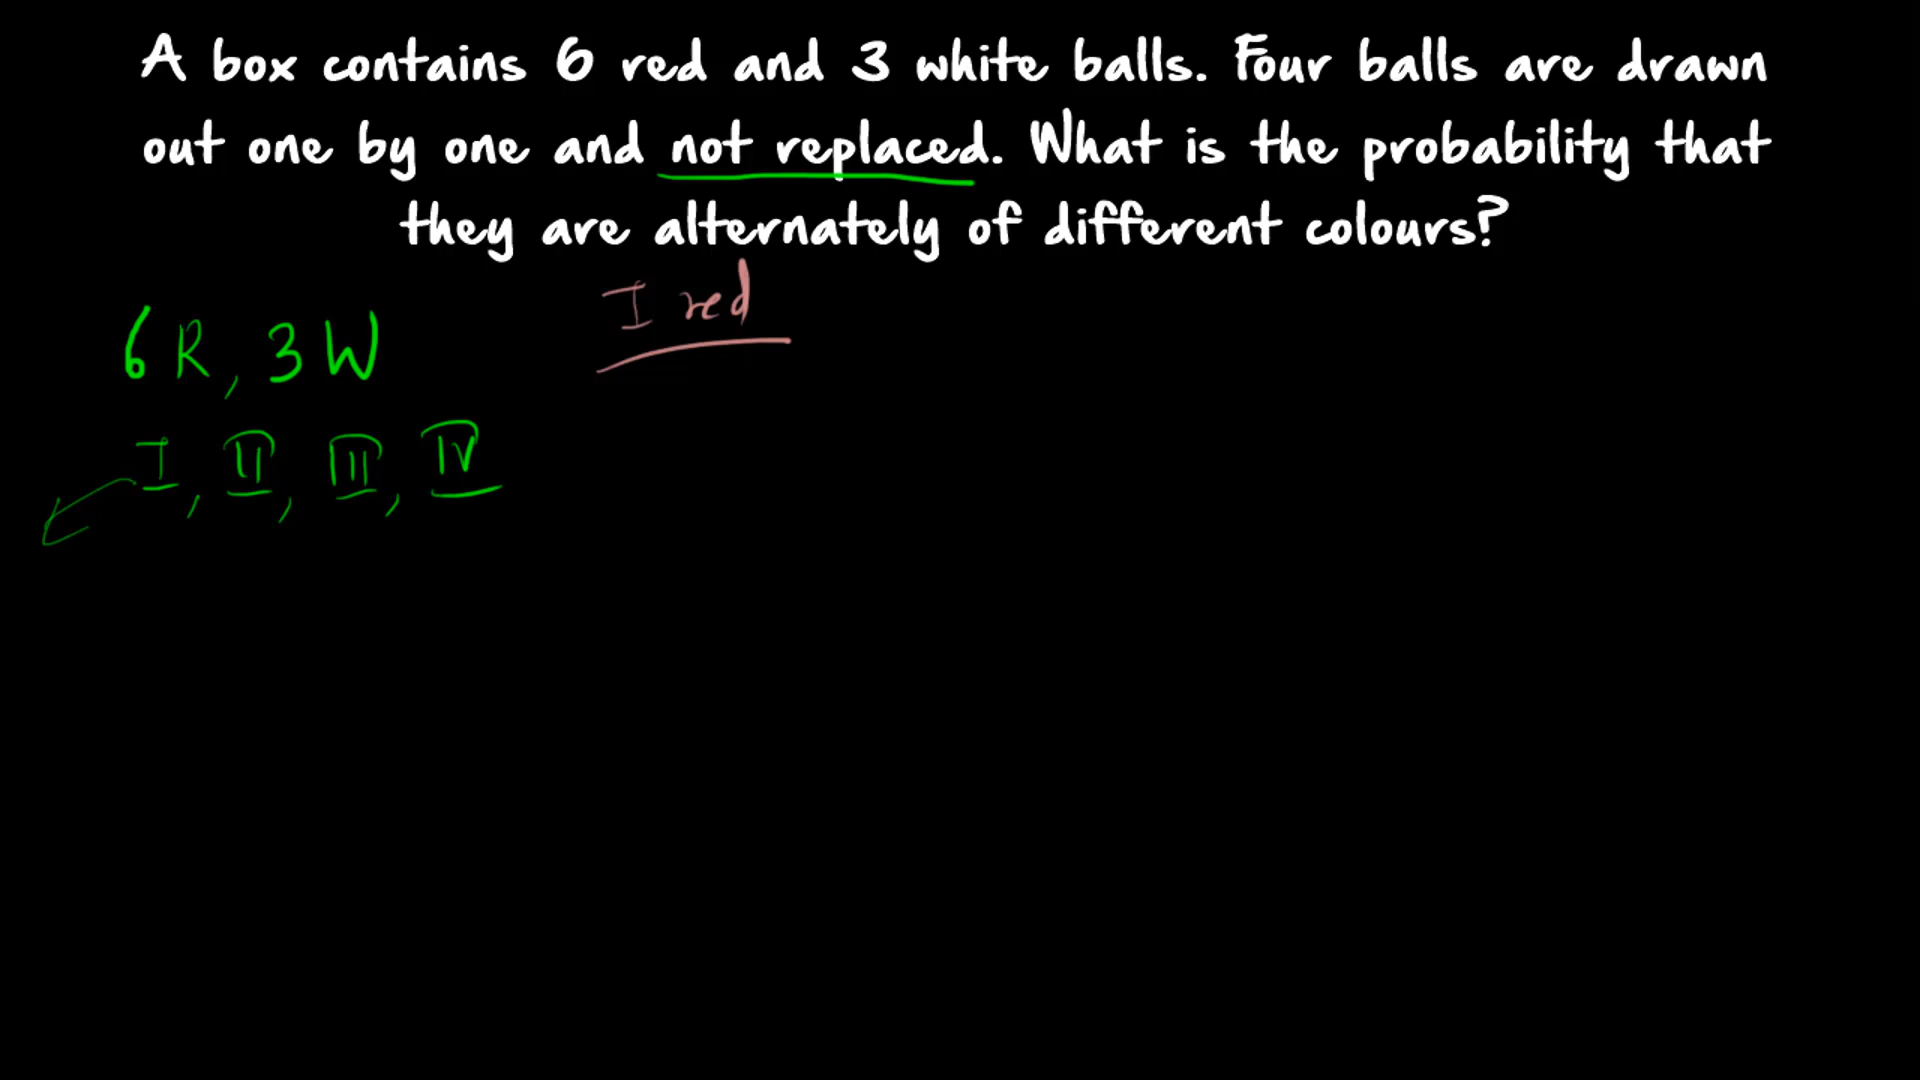 A box contains 6 red and 3 white balls. Four balls are drawn
out one by one and not replaced. What is the probability that
they are alternately of different colours?
I red
6 R, 3 W
I, II, III, IV